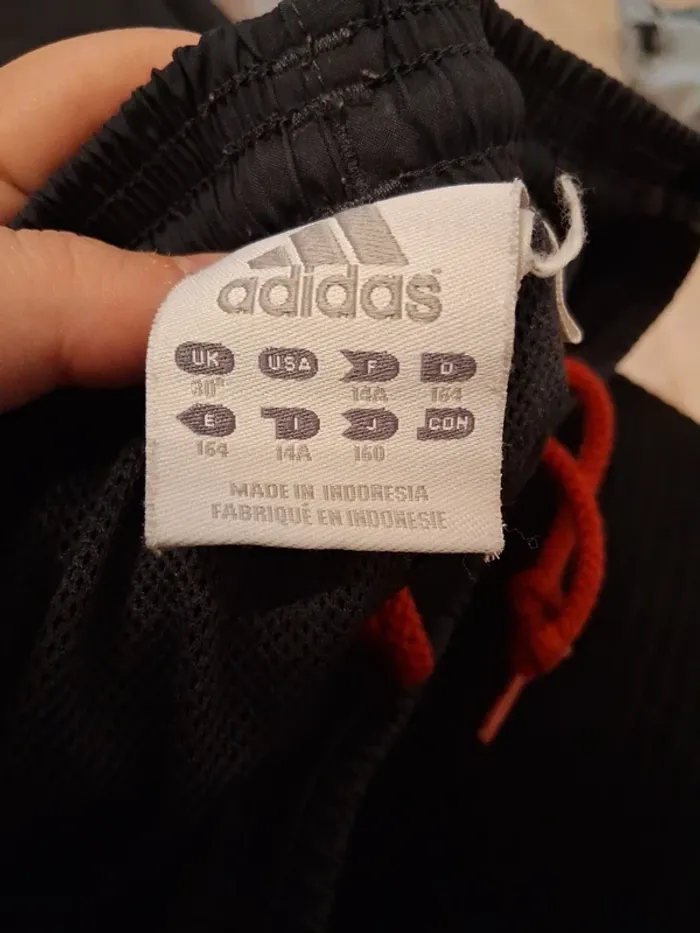 adidas
UK USA F D
30" 14A 164
E I J CON
164 14A 160
MADE IN INDONESIA
FABRIQUÉ EN INDONESIE